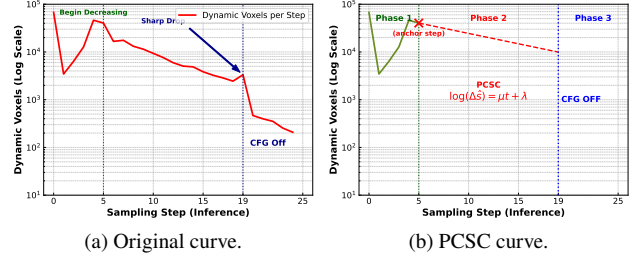 Begin Decreasing
Sharp Drop
Dynamic Voxels per Step
CFG Off
Dynamic Voxels (Log Scale)
10^5
10^4
10^3
10^2
10^1
0 5 10 15 19 25
Sampling Step (Inference)
(a) Original curve.
Phase 1
Phase 2
Phase 3
(anchor step)
PCSC
log(Δŝ) = μt + λ
CFG OFF
Dynamic Voxels (Log Scale)
10^5
10^4
10^3
10^2
10^1
0 5 10 15 19 25
Sampling Step (Inference)
(b) PCSC curve.